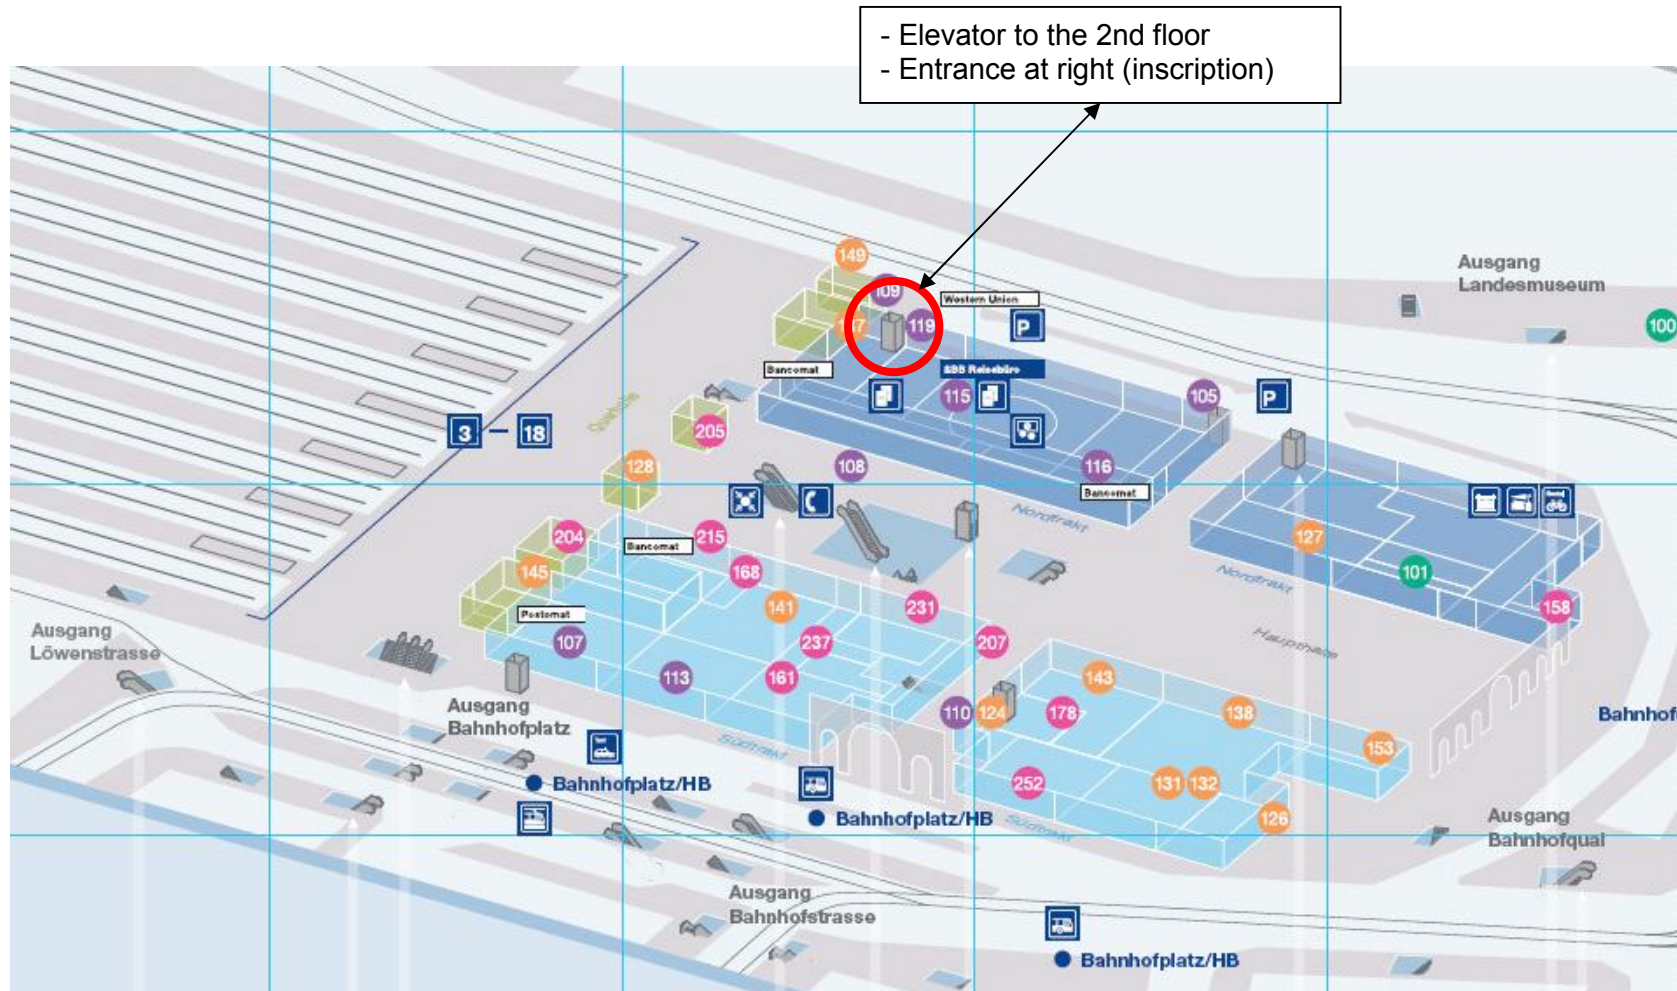 - Elevator to the 2nd floor
- Entrance at right (inscription)
149
109
Western Union
P
119
Ausgang
Landesmuseum
100
Bancomat
SBB Reisebüro
115
105
P
3 – 18
205
128
108
116
Bancomat
Nordtrakt
204
Bancomat
215
127
145
168
101
Nordtrakt
Postomat
141
231
158
Ausgang
Löwenstrasse
107
237
207
Haupthalle
113
161
143
Ausgang
Bahnhofplatz
110
124
178
138
Bahnhof
Südtrakt
153
Bahnhofplatz/HB
252
131
132
Bahnhofplatz/HB
Südtrakt
126
Ausgang
Bahnhofquai
Ausgang
Bahnhofstrasse
Bahnhofplatz/HB